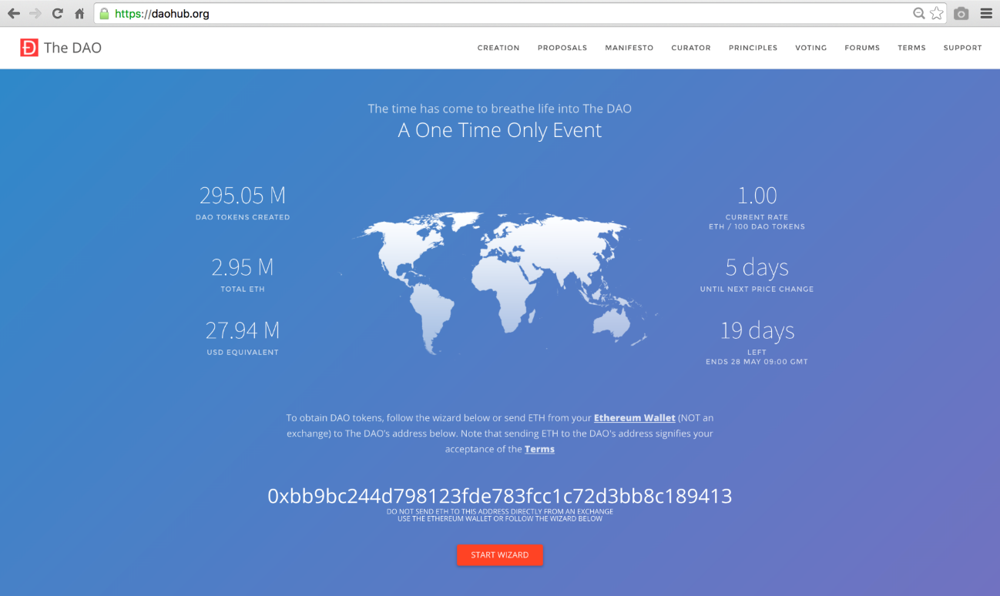 https://daohub.org
The DAO
CREATION PROPOSALS MANIFESTO CURATOR PRINCIPLES VOTING FORUMS TERMS SUPPORT
The time has come to breathe life into The DAO
A One Time Only Event
295.05 M
DAO TOKENS CREATED
2.95 M
TOTAL ETH
27.94 M
USD EQUIVALENT
1.00
CURRENT RATE
ETH / 100 DAO TOKENS
5 days
UNTIL NEXT PRICE CHANGE
19 days
LEFT
ENDS 28 MAY 09:00 GMT
To obtain DAO tokens, follow the wizard below or send ETH from your Ethereum Wallet (NOT an
exchange) to The DAO's address below. Note that sending ETH to the DAO's address signifies your
acceptance of the Terms
0xbb9bc244d798123fde783fcc1c72d3bb8c189413
DO NOT SEND ETH TO THIS ADDRESS DIRECTLY FROM AN EXCHANGE
USE THE ETHEREUM WALLET OR FOLLOW THE WIZARD BELOW
START WIZARD